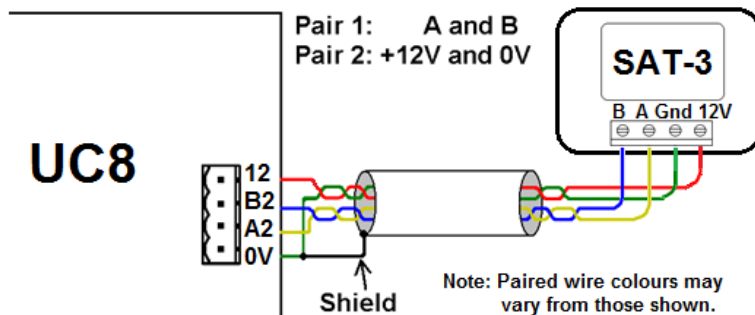 Pair 1: A and B
Pair 2: +12V and 0V
SAT-3
B A Gnd 12V
UC8
12
B2
A2
0V
Shield
Note: Paired wire colours may
vary from those shown.